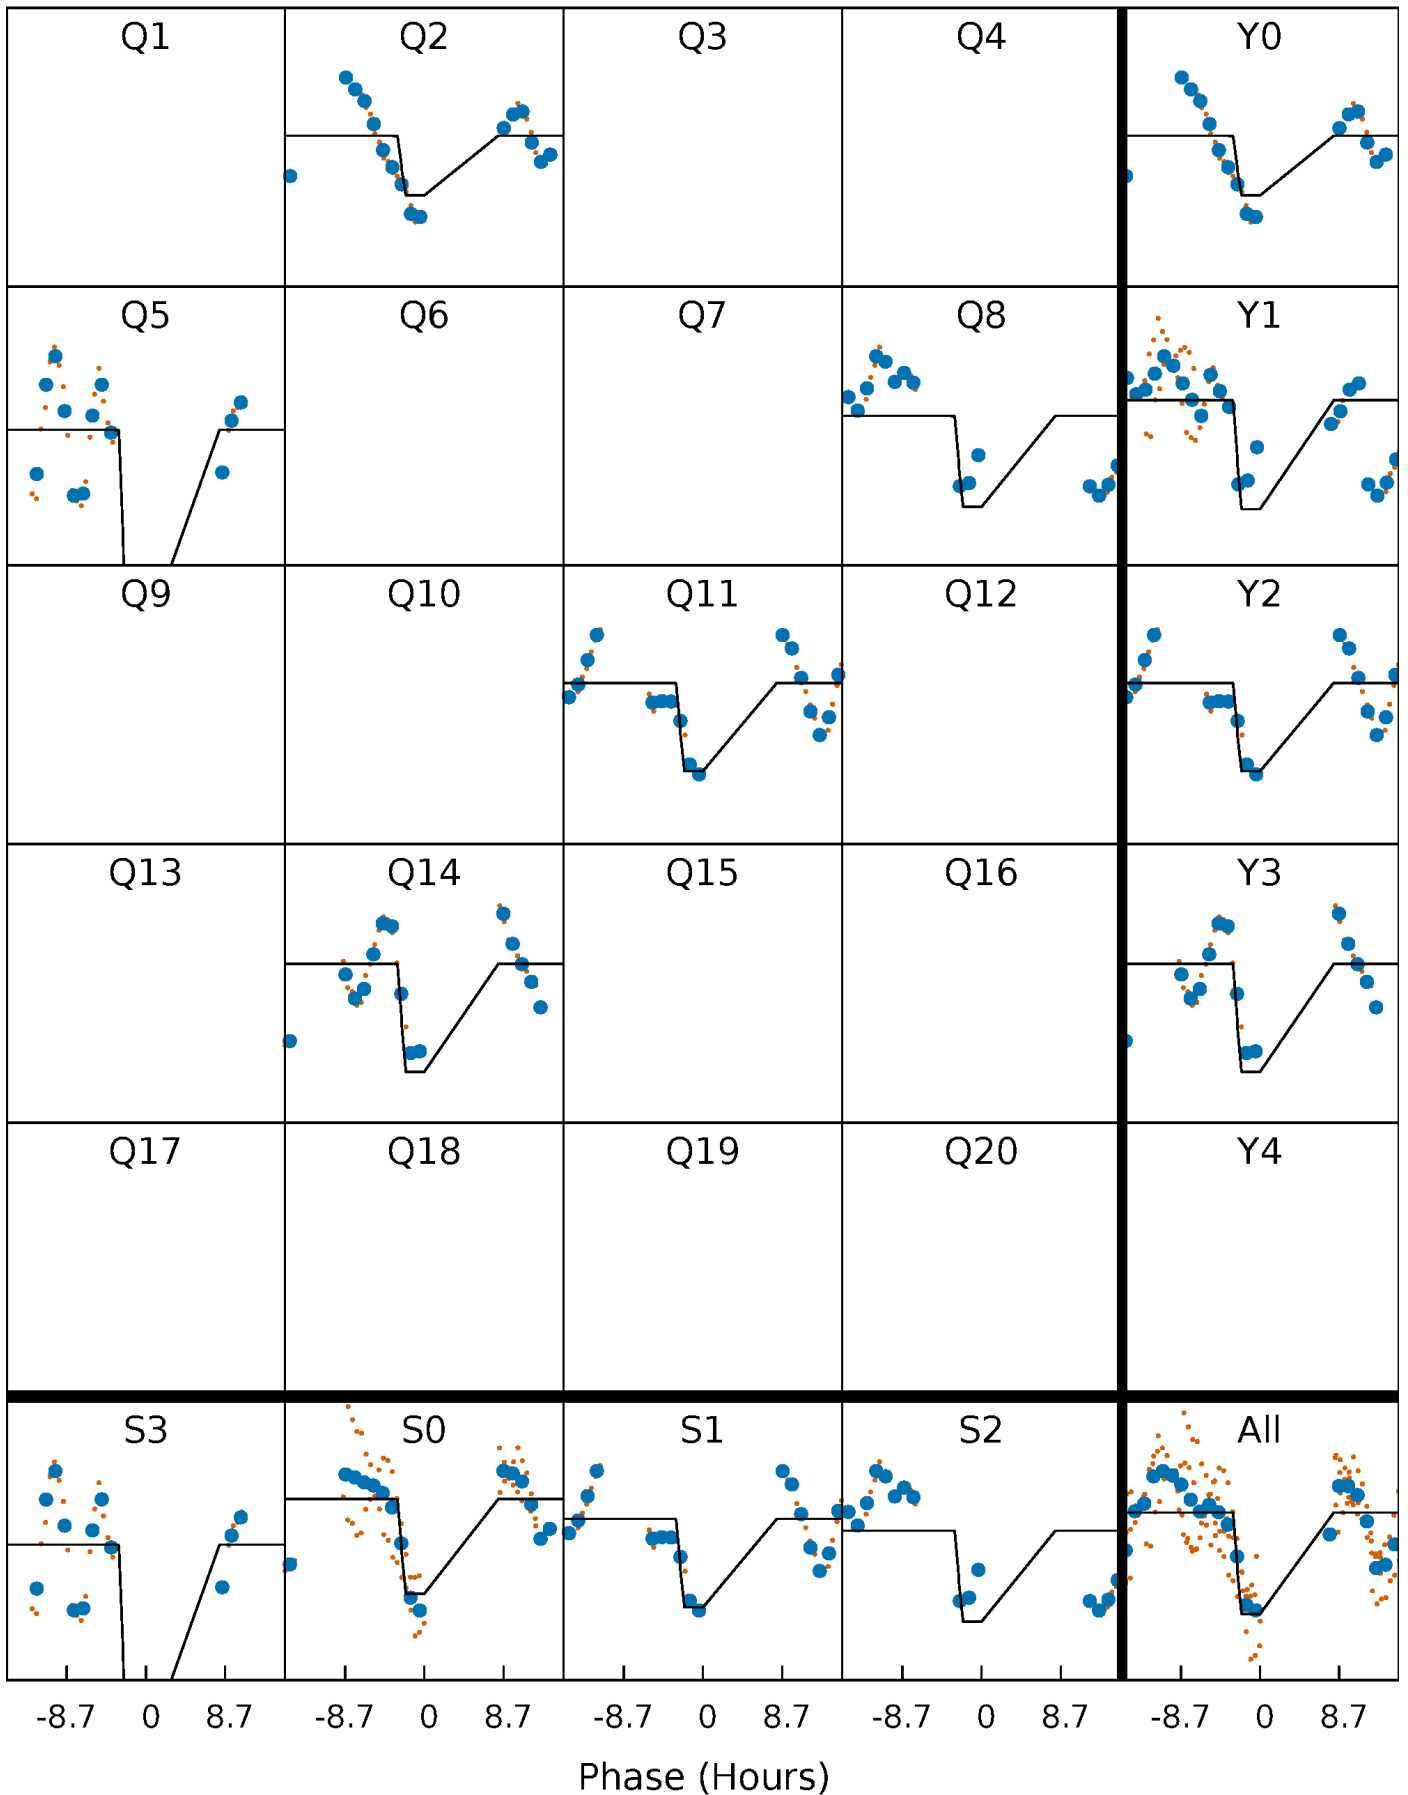 Q1 Q2 Q3 Q4 Y0
Q5 Q6 Q7 Q8 Y1
Q9 Q10 Q11 Q12 Y2
Q13 Q14 Q15 Q16 Y3
Q17 Q18 Q19 Q20 Y4
S3 S0 S1 S2 All
-8.7 0 8.7 -8.7 0 8.7 -8.7 0 8.7 -8.7 0 8.7 -8.7 0 8.7
Phase (Hours)